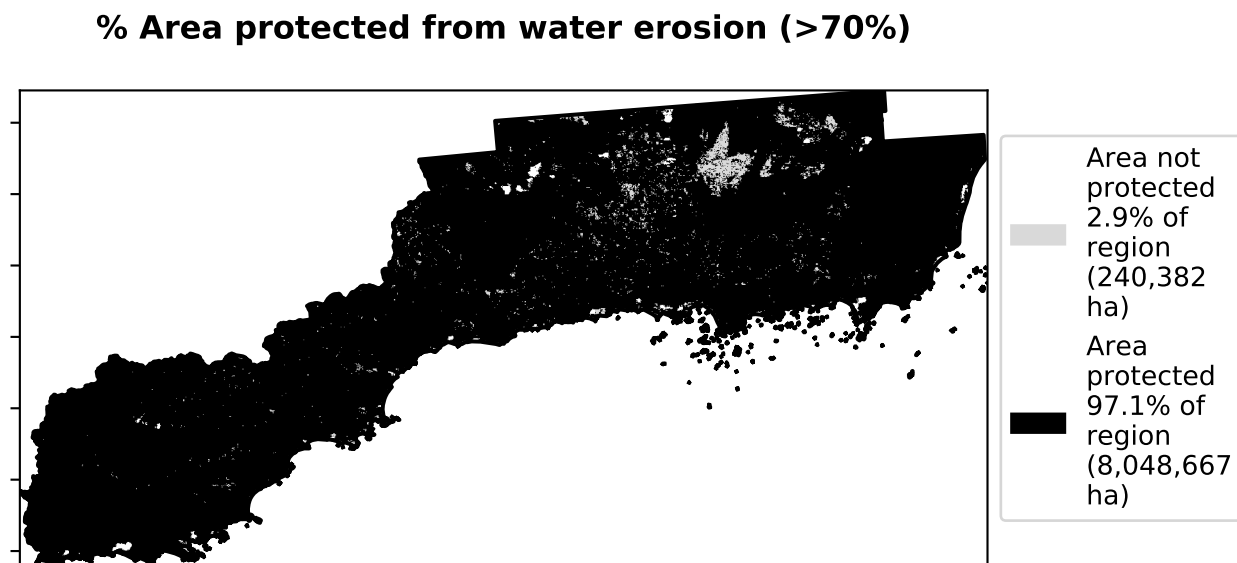 % Area protected from water erosion (>70%)
Area not
protected
2.9% of
region
(240,382
ha)
Area
protected
97.1% of
region
(8,048,667
ha)